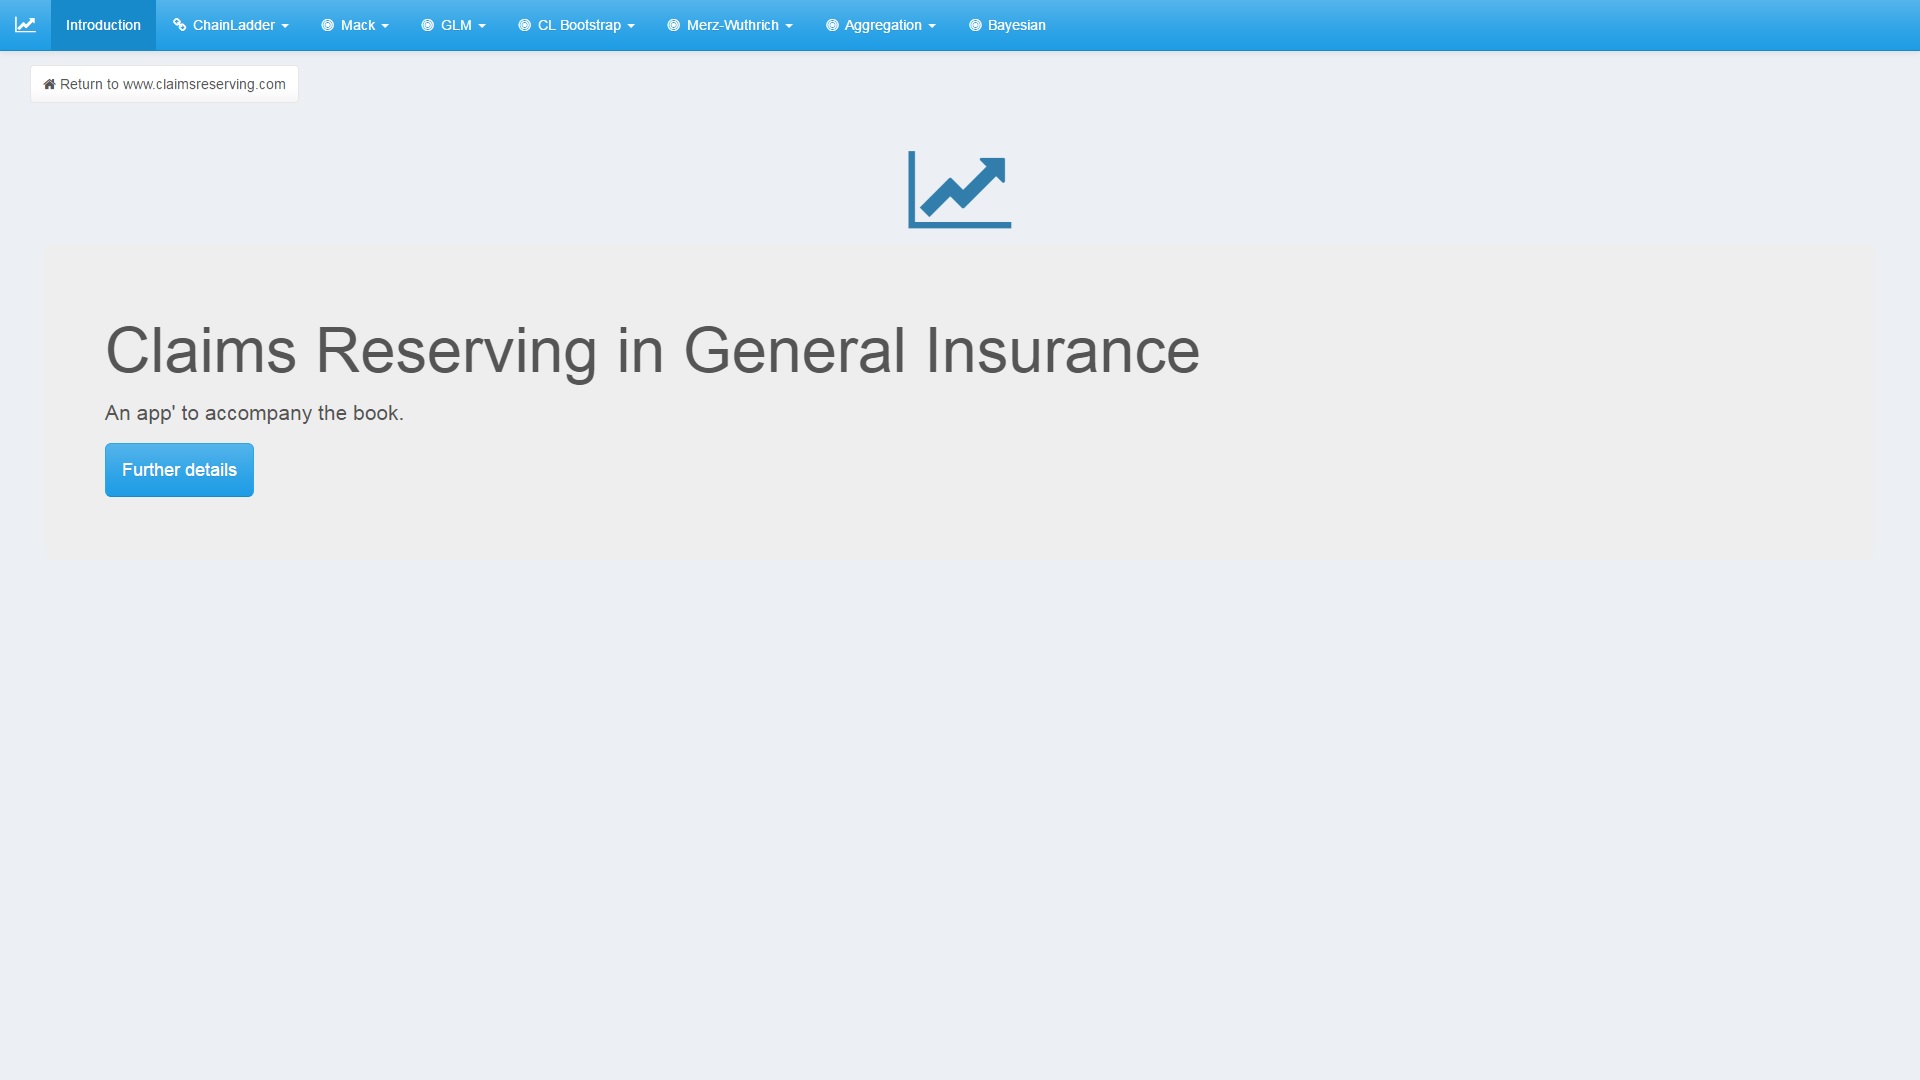 Introduction ChainLadder Mack GLM CL Bootstrap Merz-Wuthrich Aggregation Bayesian
Return to www.claimsreserving.com
Claims Reserving in General Insurance
An app' to accompany the book.
Further details